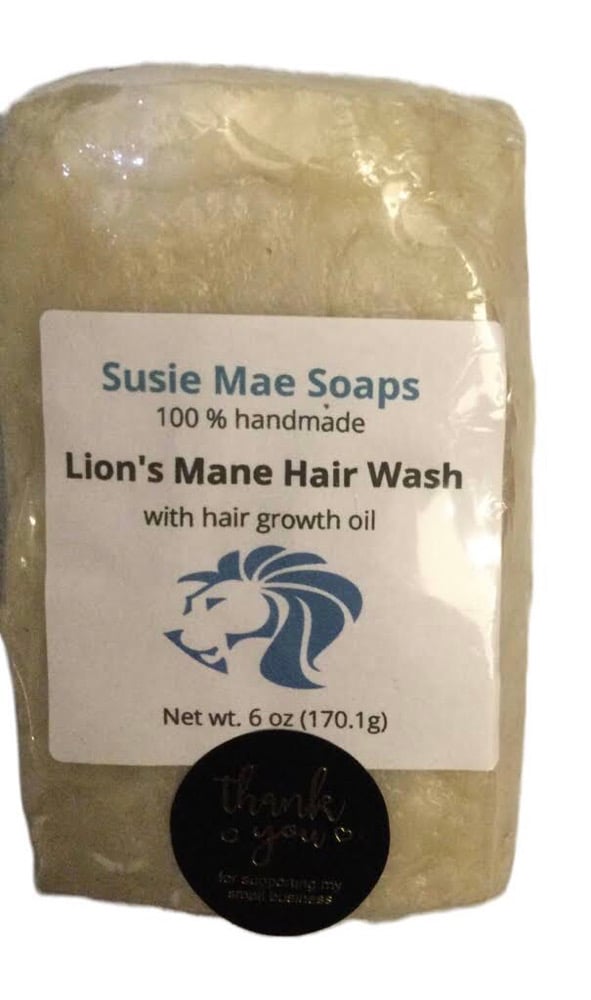 Susie Mae Soaps
100 % handmade
Lion's Mane Hair Wash
with hair growth oil
Net wt. 6 oz (170.1g)
thank
you
for supporting my
small business